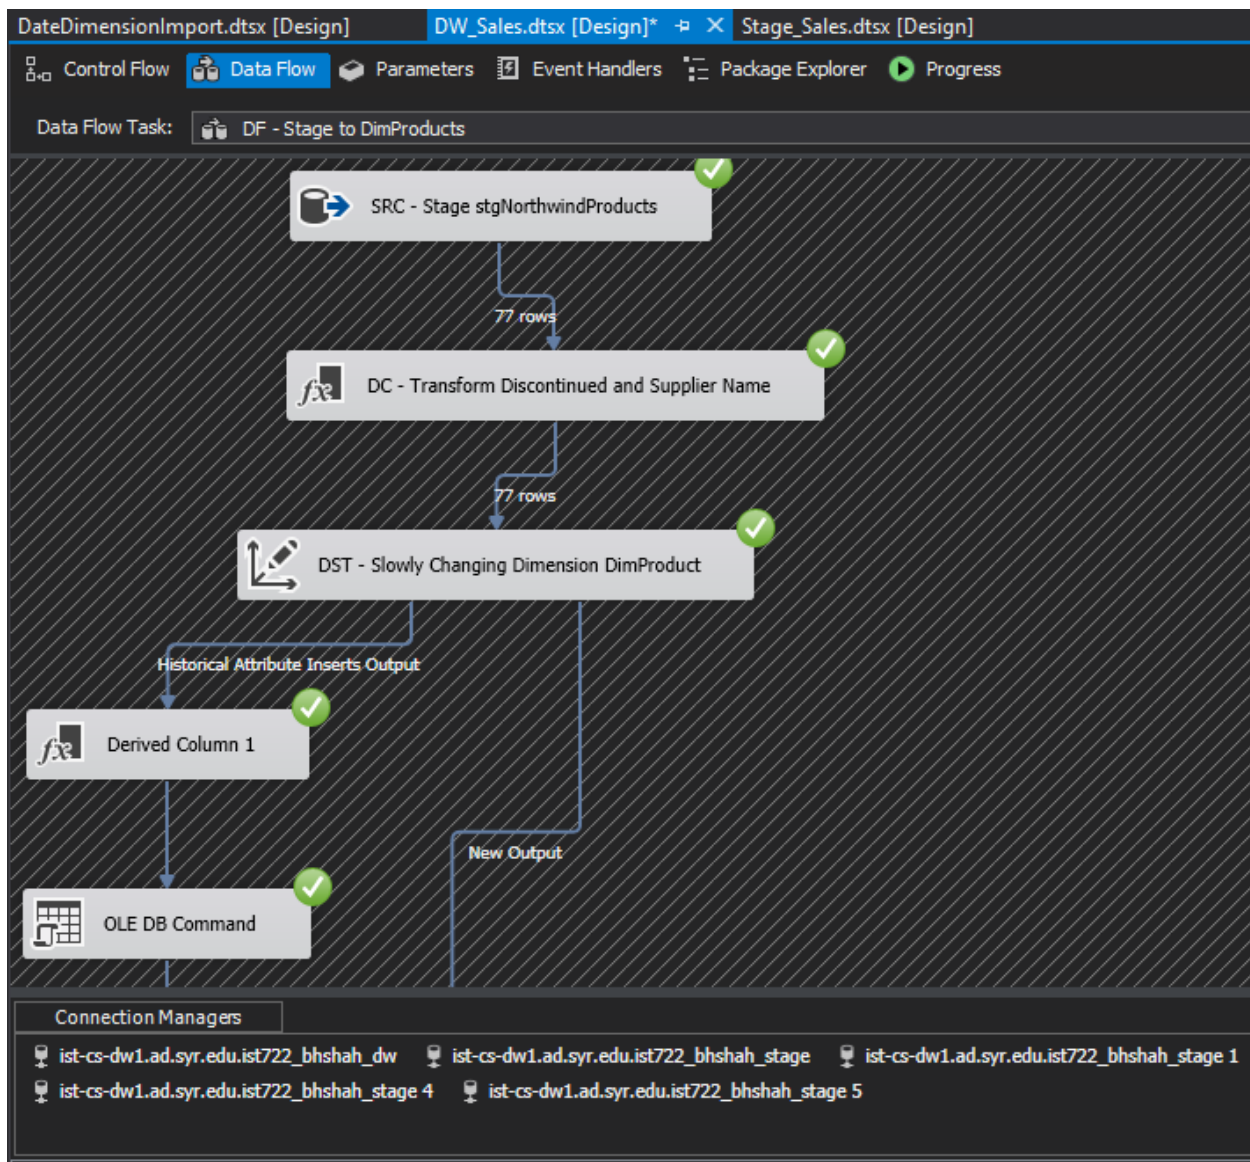 DateDimensionImport.dtsx [Design] DW_Sales.dtsx [Design]* Stage_Sales.dtsx [Design]
Control Flow Data Flow Parameters Event Handlers Package Explorer Progress
Data Flow Task: DF - Stage to DimProducts
SRC - Stage stgNorthwindProducts
77 rows
DC - Transform Discontinued and Supplier Name
77 rows
DST - Slowly Changing Dimension DimProduct
Historical Attribute Inserts Output
Derived Column 1
New Output
OLE DB Command
Connection Managers
ist-cs-dw1.ad.syr.edu.ist722_bhshah_dw ist-cs-dw1.ad.syr.edu.ist722_bhshah_stage ist-cs-dw1.ad.syr.edu.ist722_bhshah_stage 1
ist-cs-dw1.ad.syr.edu.ist722_bhshah_stage 4 ist-cs-dw1.ad.syr.edu.ist722_bhshah_stage 5